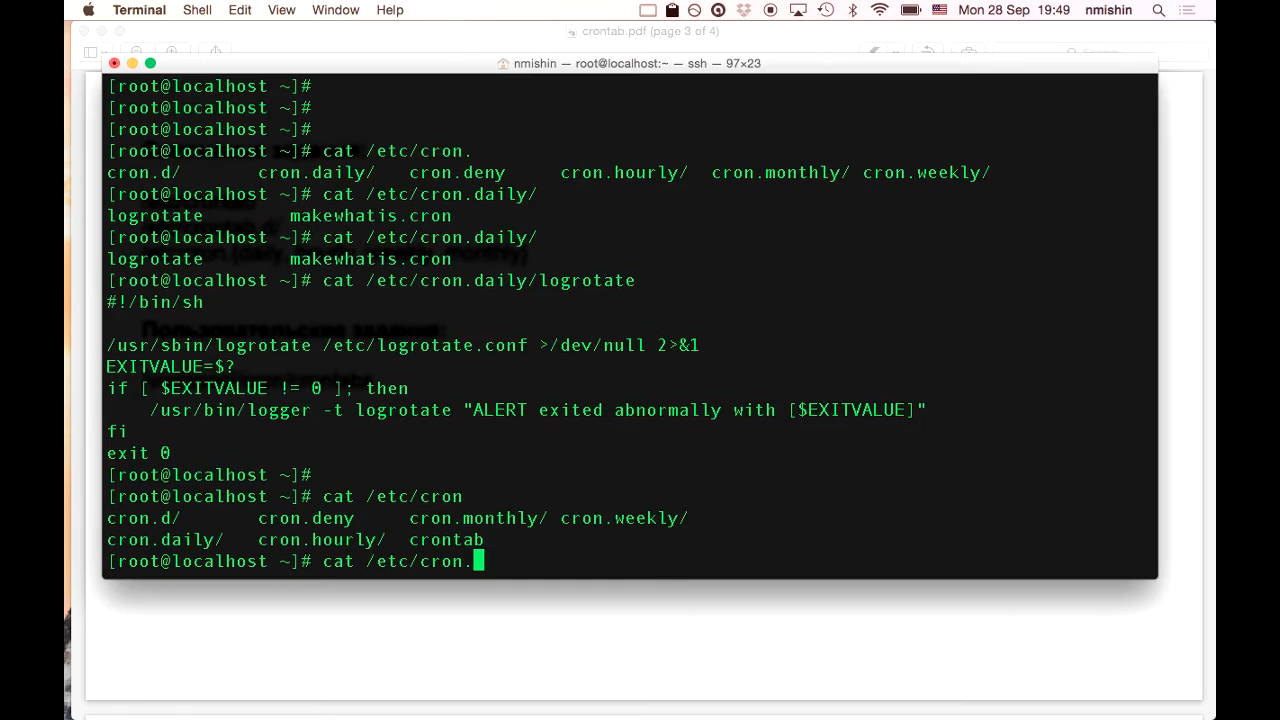 Terminal Shell Edit View Window Help Mon 28 Sep 19:49 nmishin
crontab.pdf (page 3 of 4)
nmishin — root@localhost:~ — ssh — 97×23
[root@localhost ~]#
[root@localhost ~]#
[root@localhost ~]#
[root@localhost ~]# cat /etc/cron.
cron.d/ cron.daily/ cron.deny cron.hourly/ cron.monthly/ cron.weekly/
[root@localhost ~]# cat /etc/cron.daily/
logrotate makewhatis.cron
[root@localhost ~]# cat /etc/cron.daily/
logrotate makewhatis.cron
[root@localhost ~]# cat /etc/cron.daily/logrotate
#!/bin/sh
Пользовательские задания:
/usr/sbin/logrotate /etc/logrotate.conf >/dev/null 2>&1
EXITVALUE=$?
if [ $EXITVALUE != 0 ]; then
/usr/bin/logger -t logrotate "ALERT exited abnormally with [$EXITVALUE]"
fi
exit 0
[root@localhost ~]#
[root@localhost ~]# cat /etc/cron
cron.d/ cron.deny cron.monthly/ cron.weekly/
cron.daily/ cron.hourly/ crontab
[root@localhost ~]# cat /etc/cron.